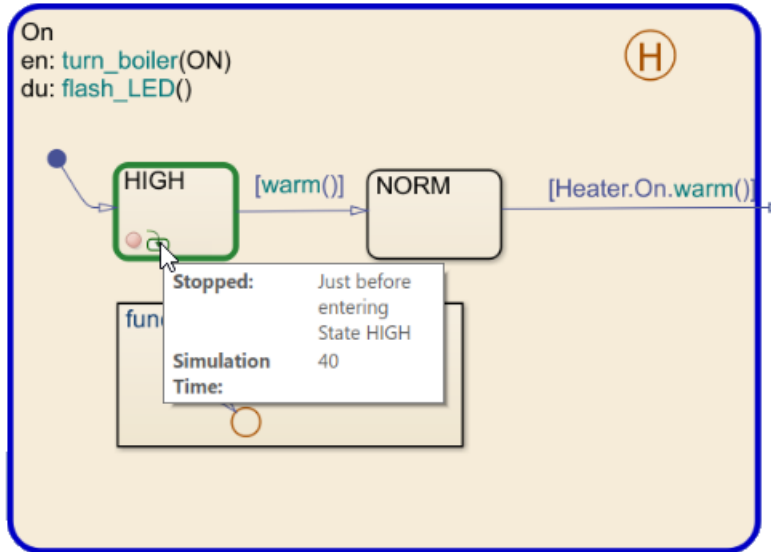 On
en: turn_boiler(ON)
du: flash_LED()
H
HIGH
[warm()]
NORM
[Heater.On.warm()]
Stopped: Just before
entering
State HIGH
Simulation 40
Time: